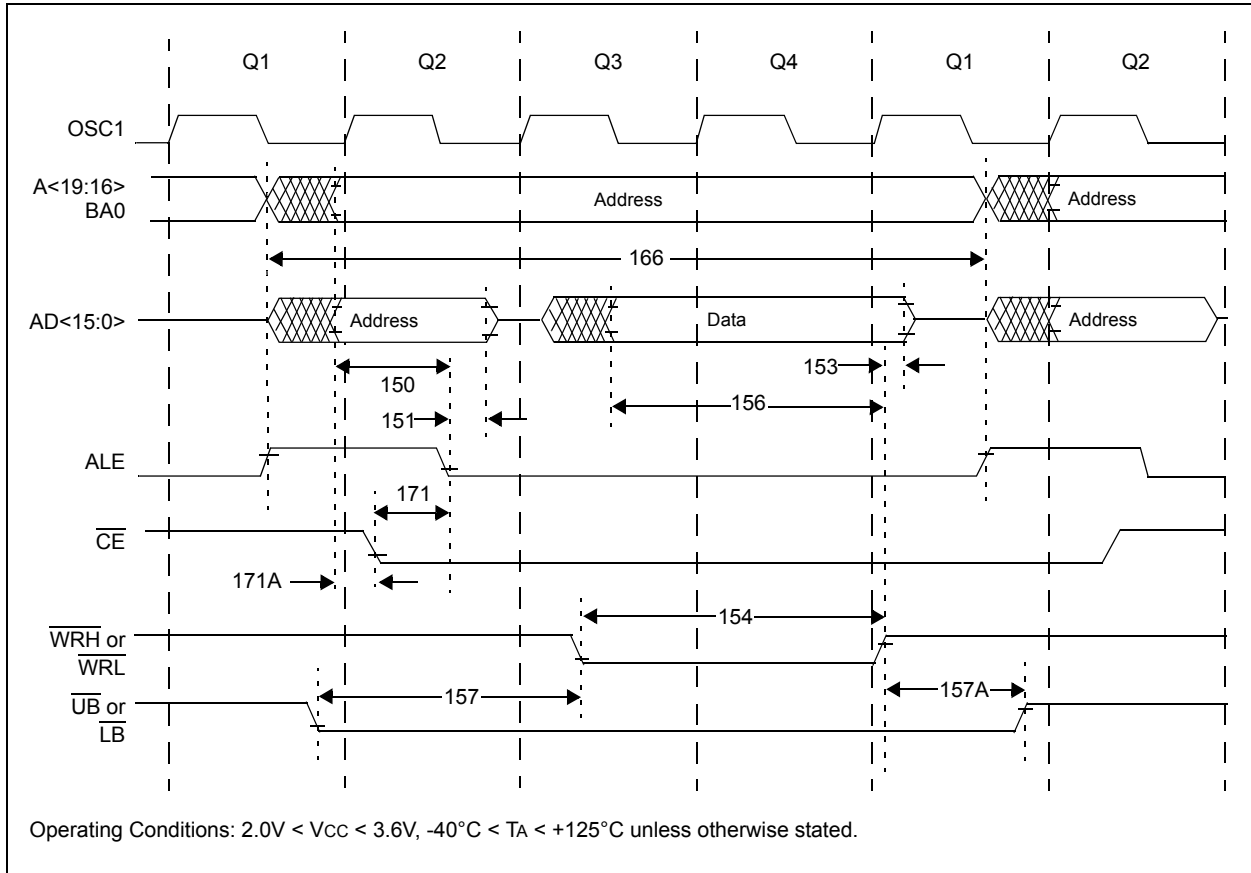 Q1 Q2 Q3 Q4 Q1 Q2
OSC1
A<19:16>
BA0
Address
Address
166
AD<15:0>
Address
Data
Address
150
153
151
156
ALE
171
CE
171A
154
WRH or
WRL
157
157A
UB or
LB
Operating Conditions: 2.0V < VCC < 3.6V, -40°C < TA < +125°C unless otherwise stated.